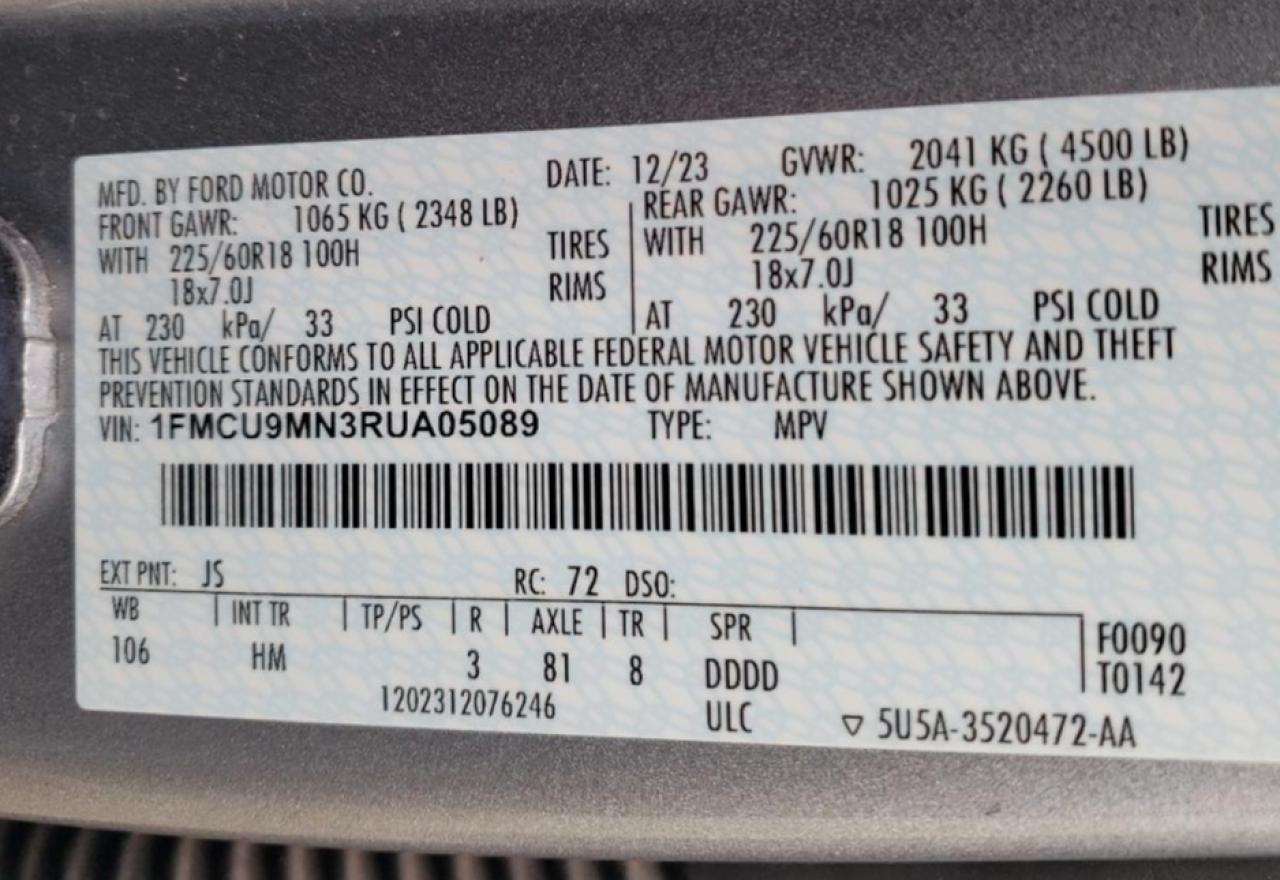 MFD. BY FORD MOTOR CO. DATE: 12/23 GVWR: 2041 KG ( 4500 LB)
FRONT GAWR: 1065 KG ( 2348 LB) REAR GAWR: 1025 KG ( 2260 LB)
WITH 225/60R18 100H TIRES WITH 225/60R18 100H TIRES
18x7.0J RIMS 18x7.0J RIMS
AT 230 kPa/ 33 PSI COLD AT 230 kPa/ 33 PSI COLD
THIS VEHICLE CONFORMS TO ALL APPLICABLE FEDERAL MOTOR VEHICLE SAFETY AND THEFT
PREVENTION STANDARDS IN EFFECT ON THE DATE OF MANUFACTURE SHOWN ABOVE.
VIN: 1FMCU9MN3RUA05089 TYPE: MPV
EXT PNT: JS RC: 72 DSO:
WB | INT TR | TP/PS | R | AXLE | TR | SPR | F0090
106 HM 3 81 8 DDDD T0142
1202312076246 ULC ▽ 5U5A-3520472-AA